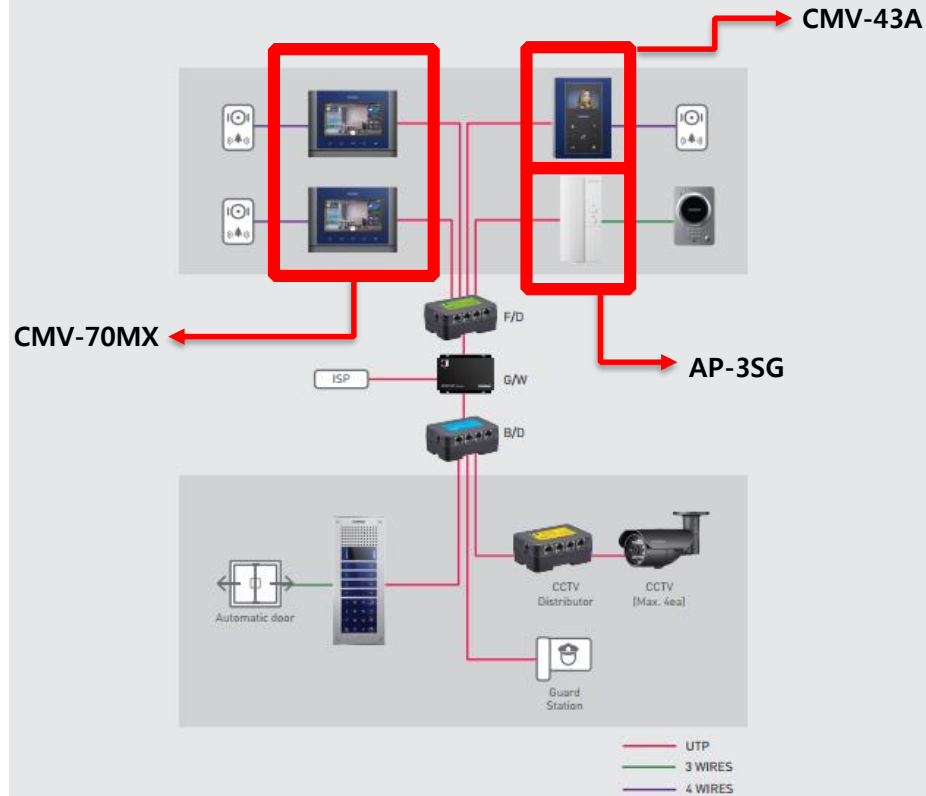 CMV-43A
CMV-70MX
AP-3SG
F/D
ISP
G/W
B/D
Automatic door
CCTV
Distributor
CCTV
(Max. 4ea)
Guard
Station
UTP
3 WIRES
4 WIRES